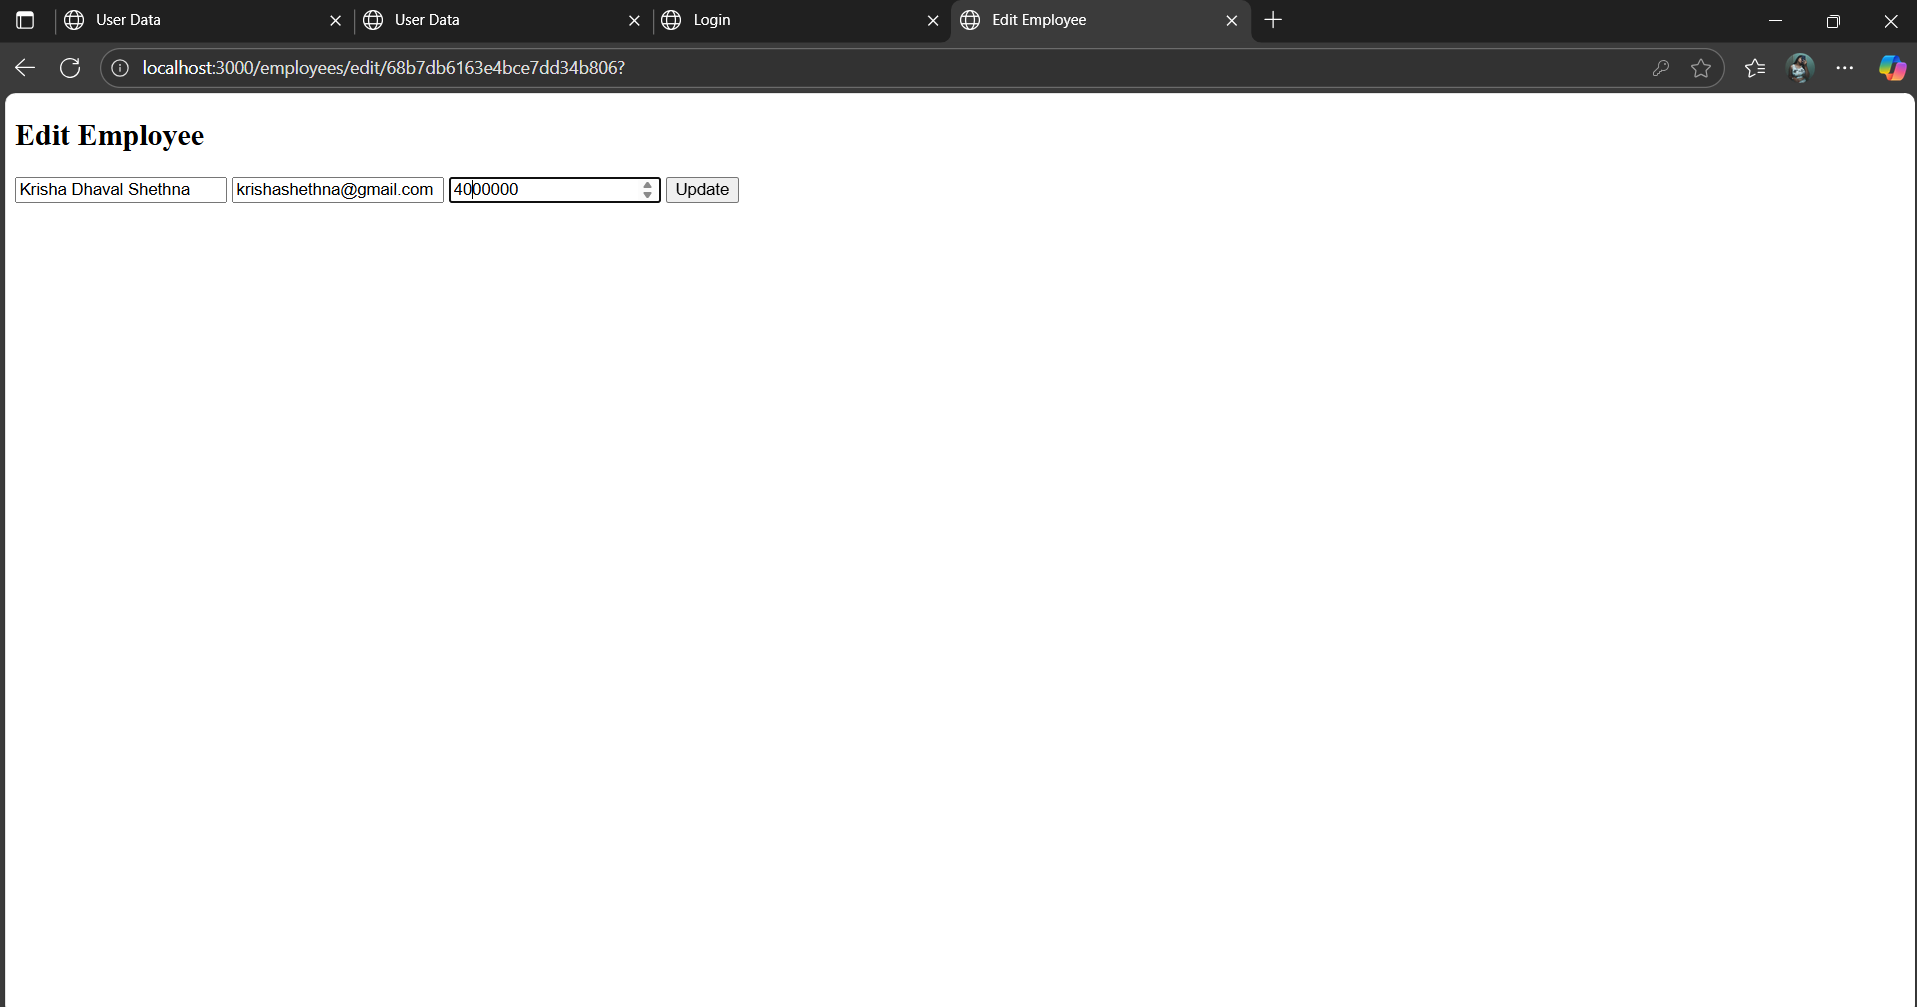 User Data
User Data
Login
Edit Employee
localhost:3000/employees/edit/68b7db6163e4bce7dd34b806?
Edit Employee
Krisha Dhaval Shethna krishashethna@gmail.com 4000000 Update